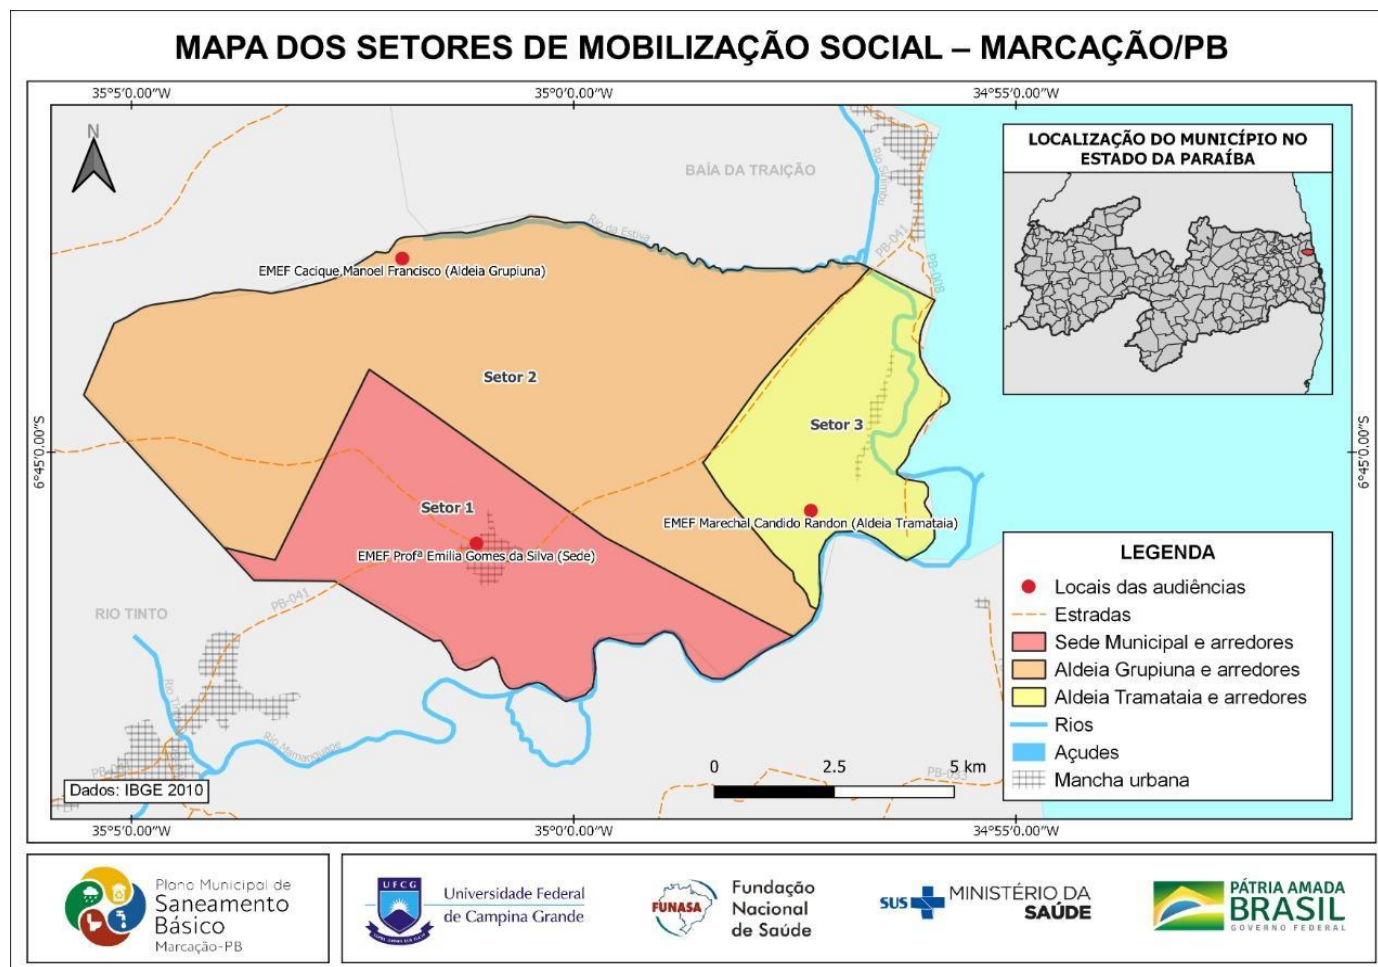 MAPA DOS SETORES DE MOBILIZAÇÃO SOCIAL – MARCAÇÃO/PB
35°5′0.00″W
35°0′0.00″W
34°55′0.00″W
N
BAÍA DA TRAIÇÃO
Rio Sinimbu
Rio da Estiva
PB-041
PB-008
EMEF Cacique Manoel Francisco (Aldeia Grupiuna)
Setor 2
Setor 3
6°45′0.00″S
6°45′0.00″S
Setor 1
EMEF Marechal Candido Randon (Aldeia Tramataia)
EMEF Profª Emilia Gomes da Silva (Sede)
PB-041
RIO TINTO
Rio Mamanguape
PB-033
Dados: IBGE 2010
0 2.5 5 km
35°5′0.00″W
35°0′0.00″W
34°55′0.00″W
LOCALIZAÇÃO DO MUNICÍPIO NO
ESTADO DA PARAÍBA
LEGENDA
Locais das audiências
Estradas
Sede Municipal e arredores
Aldeia Grupiuna e arredores
Aldeia Tramataia e arredores
Rios
Açudes
Mancha urbana
Plano Municipal de
Saneamento
Básico
Marcação-PB
UFCG
Universidade Federal
de Campina Grande
FUNASA
Fundação
Nacional
de Saúde
SUS
MINISTÉRIO DA
SAÚDE
PÁTRIA AMADA
BRASIL
GOVERNO FEDERAL